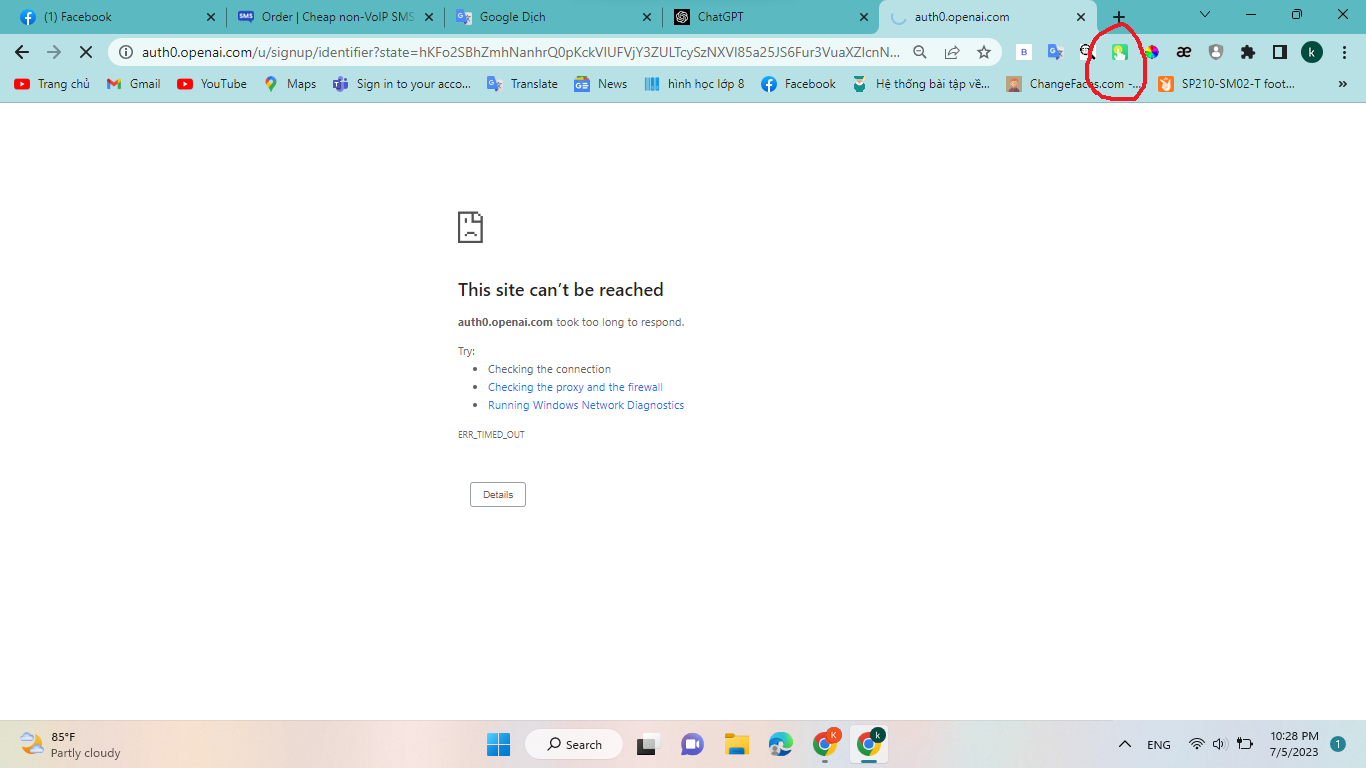 (1) Facebook
SMS Order | Cheap non-VoIP SMS
Google Dịch
ChatGPT
auth0.openai.com
auth0.openai.com/u/signup/identifier?state=
B æ k
Trang chủ Gmail YouTube Maps Sign in to your acco... Translate News hình học lớp 8 Facebook Hệ thống bài tập vê... ChangeFaces.com -... SP210-SM02-T foot... »
This site can't be reached
auth0.openai.com took too long to respond.
Try:
• Checking the connection
• Checking the proxy and the firewall
• Running Windows Network Diagnostics
ERR_TIMED_OUT
Details
85°F
Partly cloudy
Search
K
k
ENG
10:28 PM
7/5/2023
1